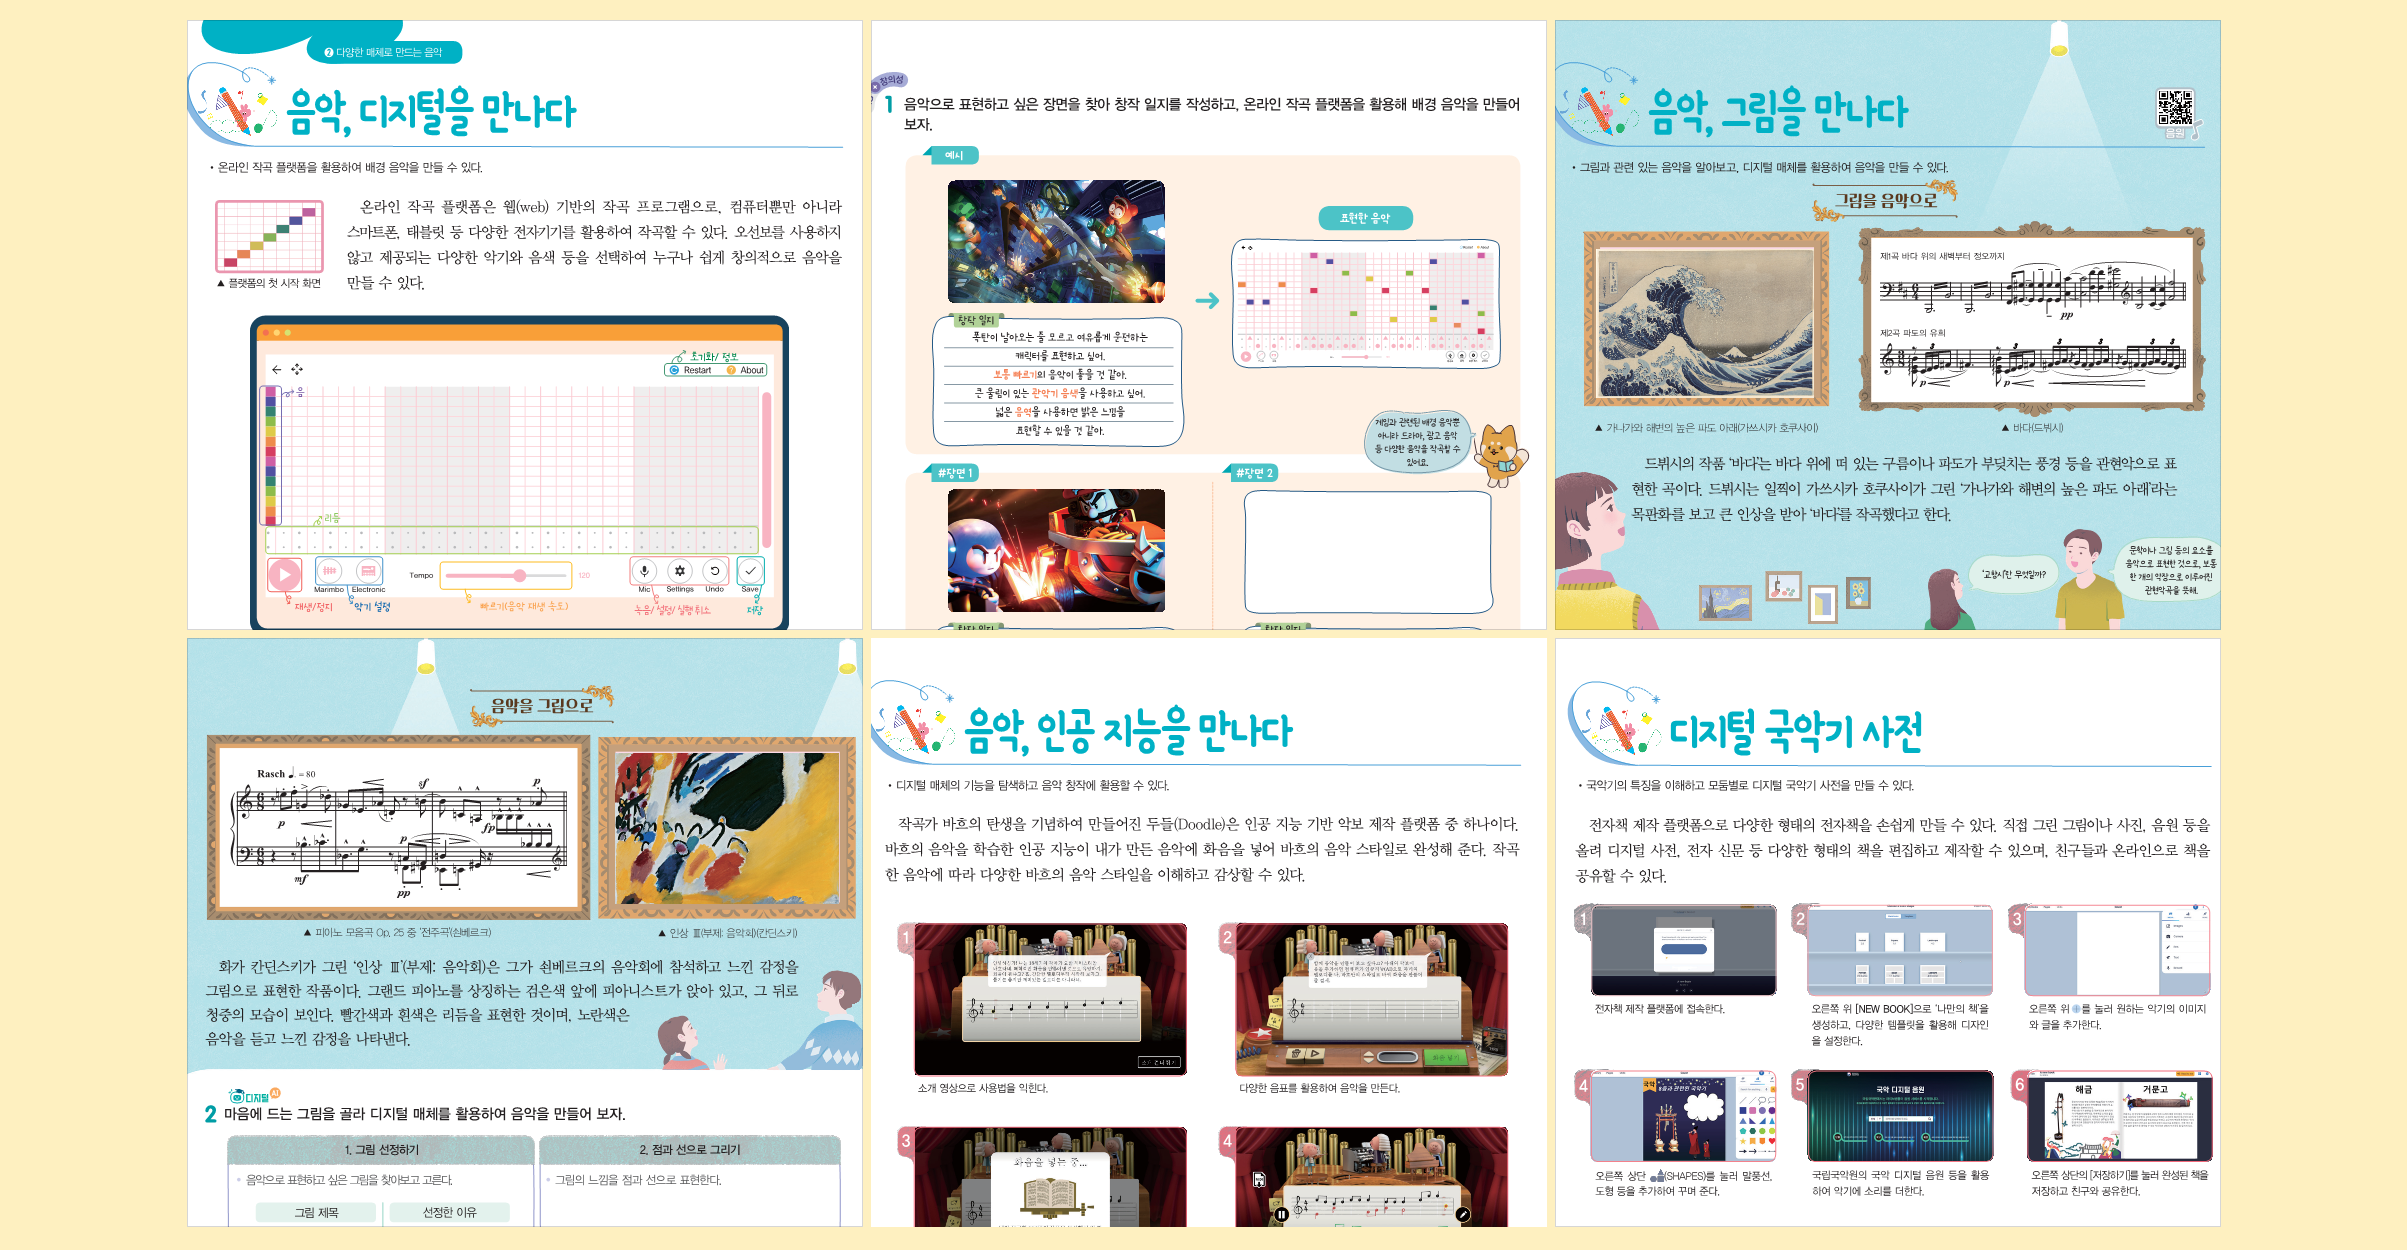 ❷ 다양한 매체로 만드는 음악
음악, 디지털을 만나다
• 온라인 작곡 플랫폼을 활용하여 배경 음악을 만들 수 있다.
온라인 작곡 플랫폼은 웹(web) 기반의 작곡 프로그램으로, 컴퓨터뿐만 아니라
스마트폰, 태블릿 등 다양한 전자기기를 활용하여 작곡할 수 있다. 오선보를 사용하지
않고 제공되는 다양한 악기와 음색 등을 선택하여 누구나 쉽게 창의적으로 음악을
만들 수 있다.
▲ 플랫폼의 첫 시작 화면
초기화/ 정보
Restart
About
음
리듬
Marimbo
Electronic
Tempo
120
Mic
Settings
Undo
Save
재생/정지
악기 설정
빠르기(음악 재생 속도)
녹음/ 설정/ 실행취소
저장
창의성
1 음악으로 표현하고 싶은 장면을 찾아 창작 일지를 작성하고, 온라인 작곡 플랫폼을 활용해 배경 음악을 만들어
보자.
예시
표현한 음악
창작 일지
폭탄이 날아오는 줄 모르고 여유롭게 운전하는
캐릭터를 표현하고 싶어.
보통 빠르기의 음악이 좋을 것 같아.
큰 울림이 있는 관악기 음색을 사용하고 싶어.
넓은 음역을 사용하면 밝은 느낌을
표현할 수 있을 것 같아.
게임과 관련된 배경 음악뿐
아니라 드라마, 광고 음악
등 다양한 음악을 작곡할 수
있어요.
#장면 1
#장면 2
창작 일지
창작 일지
음악, 그림을 만나다
음원
• 그림과 관련 있는 음악을 알아보고, 디지털 매체를 활용하여 음악을 만들 수 있다.
그림을 음악으로
제1곡 바다 위의 새벽부터 정오까지
pp
제2곡 파도의 유희
p
p
▲ 가나가와 해변의 높은 파도 아래(가쓰시카 호쿠사이)
▲ 바다(드뷔시)
드뷔시의 작품 ‘바다’는 바다 위에 떠 있는 구름이나 파도가 부딪치는 풍경 등을 관현악으로 표
현한 곡이다. 드뷔시는 일찍이 가쓰시카 호쿠사이가 그린 ‘가나가와 해변의 높은 파도 아래’라는
목판화를 보고 큰 인상을 받아 ‘바다’를 작곡했다고 한다.
‘교향시’란 무엇일까?
문학이나 그림 등의 요소를
음악으로 표현한 것으로, 보통
한 개의 악장으로 이루어진
관현악곡을 뜻해.
음악을 그림으로
Rasch ♩. = 80
sf
p
p
fp
p
mf
pp
▲ 피아노 모음곡 Op. 25 중 ‘전주곡’(쇤베르크)
▲ 인상 Ⅲ(부제: 음악회)(칸딘스키)
화가 칸딘스키가 그린 ‘인상 Ⅲ’(부제: 음악회)은 그가 쇤베르크의 음악회에 참석하고 느낀 감정을
그림으로 표현한 작품이다. 그랜드 피아노를 상징하는 검은색 앞에 피아니스트가 앉아 있고, 그 뒤로
청중의 모습이 보인다. 빨간색과 흰색은 리듬을 표현한 것이며, 노란색은
음악을 듣고 느낀 감정을 나타낸다.
디지털 AI
2 마음에 드는 그림을 골라 디지털 매체를 활용하여 음악을 만들어 보자.
1. 그림 선정하기
• 음악으로 표현하고 싶은 그림을 찾아보고 고른다.
그림 제목
선정한 이유
2. 점과 선으로 그리기
• 그림의 느낌을 점과 선으로 표현한다.
음악, 인공 지능을 만나다
• 디지털 매체의 기능을 탐색하고 음악 창작에 활용할 수 있다.
작곡가 바흐의 탄생을 기념하여 만들어진 두들(Doodle)은 인공 지능 기반 악보 제작 플랫폼 중 하나이다.
바흐의 음악을 학습한 인공 지능이 내가 만든 음악에 화음을 넣어 바흐의 음악 스타일로 완성해 준다. 작곡
한 음악에 따라 다양한 바흐의 음악 스타일을 이해하고 감상할 수 있다.
1
소개 영상으로 사용법을 익힌다.
2
다양한 음표를 활용하여 음악을 만든다.
3
화음을 넣는 중...
4
디지털 국악기 사전
• 국악기의 특징을 이해하고 모둠별로 디지털 국악기 사전을 만들 수 있다.
전자책 제작 플랫폼으로 다양한 형태의 전자책을 손쉽게 만들 수 있다. 직접 그린 그림이나 사진, 음원 등을
올려 디지털 사전, 전자 신문 등 다양한 형태의 책을 편집하고 제작할 수 있으며, 친구들과 온라인으로 책을
공유할 수 있다.
1
전자책 제작 플랫폼에 접속한다.
2
오른쪽 위 [NEW BOOK]으로 ‘나만의 책’을
생성하고, 다양한 템플릿을 활용해 디자인
을 설정한다.
3
오른쪽 위 를 눌러 원하는 악기의 이미지
와 글을 추가한다.
4
오른쪽 상단 (SHAPES)를 눌러 말풍선,
도형 등을 추가하여 꾸며 준다.
5
국악 디지털 음원
국립국악원의 국악 디지털 음원 등을 활용
하여 악기에 소리를 더한다.
6
해금
거문고
오른쪽 상단의 [저장하기]를 눌러 완성된 책을
저장하고 친구와 공유한다.